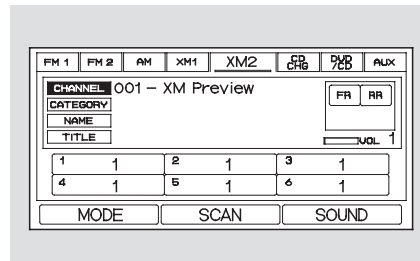 FM 1 FM 2 AM XM1 XM2 CD CHG DVD /CD AUX
CHANNEL 001 – XM Preview
CATEGORY
NAME
TITLE
FR RR
VOL 1
1 1 2 1 3 1
4 1 5 1 6 1
MODE SCAN SOUND